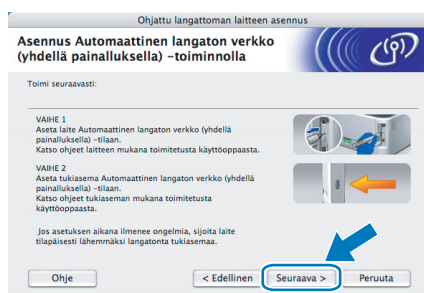 Ohjattu langattoman laitteen asennus
Asennus Automaattinen langaton verkko
(yhdellä painalluksella) –toiminnolla
Toimi seuraavasti:
VAIHE 1
Aseta laite Automaattinen langaton verkko (yhdellä
painalluksella) –tilaan.
Katso ohjeet laitteen mukana toimitetusta käyttöoppaasta.
VAIHE 2
Aseta tukiasema Automaattinen langaton verkko (yhdellä
painalluksella) –tilaan.
Katso ohjeet tukiaseman mukana toimitetusta
käyttöoppaasta.
Jos asetuksen aikana ilmenee ongelmia, sijoita laite
tilapäisesti lähemmäksi langatonta tukiasemaa.
Ohje
< Edellinen
Seuraava >
Peruuta